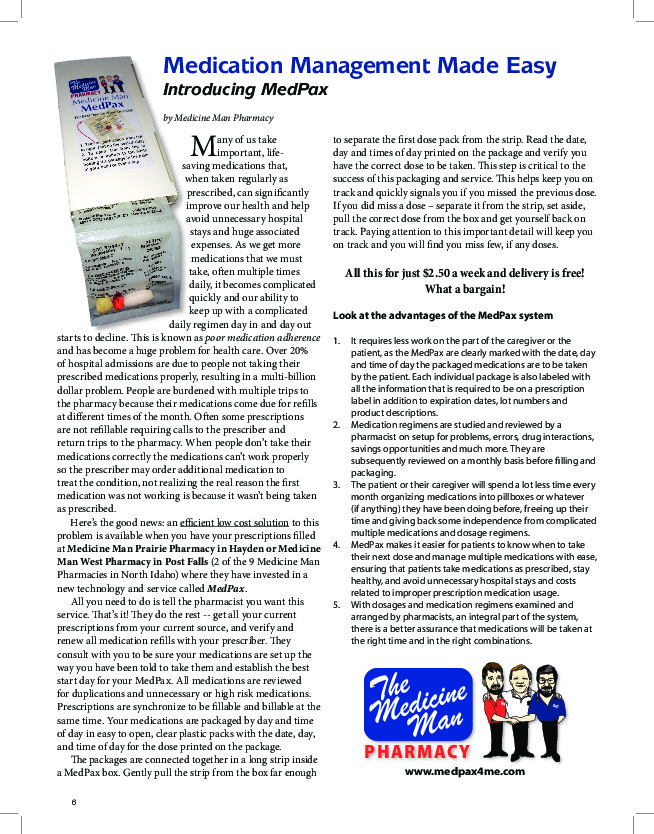 Medication Management Made Easy
Introducing MedPax
by Medicine Man Pharmacy
The
Medicine
Man
PHARMACY
Medicine Man
MedPax
Many of us take
important, life-
saving medications that,
when taken regularly as
prescribed, can significantly
improve our health and help
avoid unnecessary hospital
stays and huge associated
expenses. As we get more
medications that we must
take, often multiple times
daily, it becomes complicated
quickly and our ability to
keep up with a complicated
daily regimen day in and day out
starts to decline. This is known as poor medication adherence
and has become a huge problem for health care. Over 20%
of hospital admissions are due to people not taking their
prescribed medications properly, resulting in a multi-billion
dollar problem. People are burdened with multiple trips to
the pharmacy because their medications come due for refills
at different times of the month. Often some prescriptions
are not refillable requiring calls to the prescriber and
return trips to the pharmacy. When people don't take their
medications correctly the medications can't work properly
so the prescriber may order additional medication to
treat the condition, not realizing the real reason the first
medication was not working is because it wasn't being taken
as prescribed.
Here's the good news: an efficient low cost solution to this
problem is available when you have your prescriptions filled
at Medicine Man Prairie Pharmacy in Hayden or Medicine
Man West Pharmacy in Post Falls (2 of the 9 Medicine Man
Pharmacies in North Idaho) where they have invested in a
new technology and service called MedPax.
All you need to do is tell the pharmacist you want this
service. That's it! They do the rest -- get all your current
prescriptions from your current source, and verify and
renew all medication refills with your prescriber. They
consult with you to be sure your medications are set up the
way you have been told to take them and establish the best
start day for your MedPax. All medications are reviewed
for duplications and unnecessary or high risk medications.
Prescriptions are synchronize to be fillable and billable at the
same time. Your medications are packaged by day and time
of day in easy to open, clear plastic packs with the date, day,
and time of day for the dose printed on the package.
The packages are connected together in a long strip inside
a MedPax box. Gently pull the strip from the box far enough
to separate the first dose pack from the strip. Read the date,
day and times of day printed on the package and verify you
have the correct dose to be taken. This step is critical to the
success of this packaging and service. This helps keep you on
track and quickly signals you if you missed the previous dose.
If you did miss a dose – separate it from the strip, set aside,
pull the correct dose from the box and get yourself back on
track. Paying attention to this important detail will keep you
on track and you will find you miss few, if any doses.
All this for just $2.50 a week and delivery is free!
What a bargain!
Look at the advantages of the MedPax system
1. It requires less work on the part of the caregiver or the
patient, as the MedPax are clearly marked with the date, day
and time of day the packaged medications are to be taken
by the patient. Each individual package is also labeled with
all the information that is required to be on a prescription
label in addition to expiration dates, lot numbers and
product descriptions.
2. Medication regimens are studied and reviewed by a
pharmacist on setup for problems, errors, drug interactions,
savings opportunities and much more. They are
subsequently reviewed on a monthly basis before filling and
packaging.
3. The patient or their caregiver will spend a lot less time every
month organizing medications into pillboxes or whatever
(if anything) they have been doing before, freeing up their
time and giving back some independence from complicated
multiple medications and dosage regimens.
4. MedPax makes it easier for patients to know when to take
their next dose and manage multiple medications with ease,
ensuring that patients take medications as prescribed, stay
healthy, and avoid unnecessary hospital stays and costs
related to improper prescription medication usage.
5. With dosages and medication regimens examined and
arranged by pharmacists, an integral part of the system,
there is a better assurance that medications will be taken at
the right time and in the right combinations.
The
Medicine
Man
PHARMACY
www.medpax4me.com
6